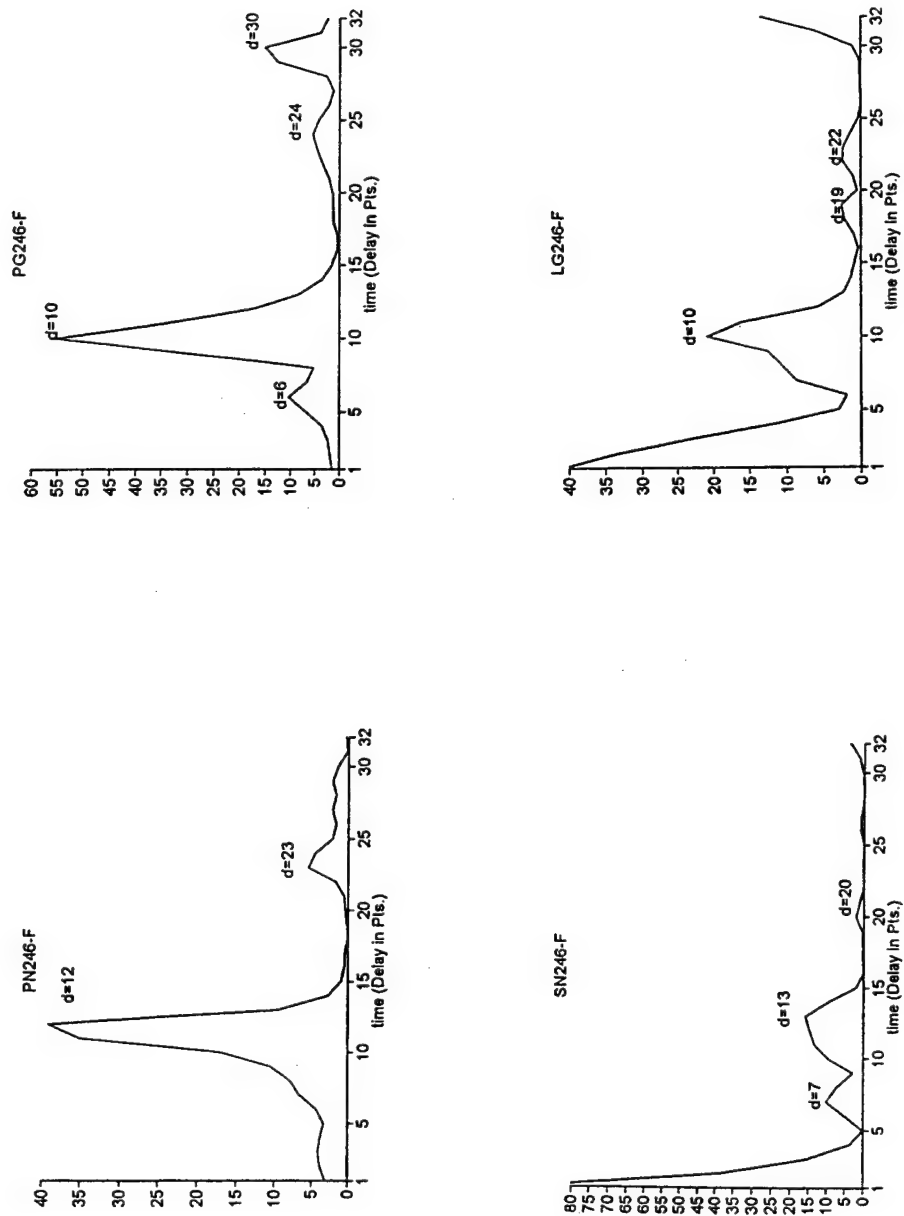 PN246-F
d=12
d=23
40
35
30
25
20
15
10
5
0
1 5 10 15 20 25 30 32
time (Delay in Pts.)
PG246-F
d=10
d=6
d=24
d=30
60
55
50
45
40
35
30
25
20
15
10
5
0
1 5 10 15 20 25 30 32
time (Delay in Pts.)
SN246-F
d=7
d=13
d=20
80
75
70
65
60
55
50
45
40
35
30
25
20
15
10
5
0
1 5 10 15 20 25 30 32
time (Delay in Pts.)
LG246-F
d=10
d=19
d=22
40
35
30
25
20
15
10
5
0
1 5 10 15 20 25 30 32
time (Delay in Pts.)